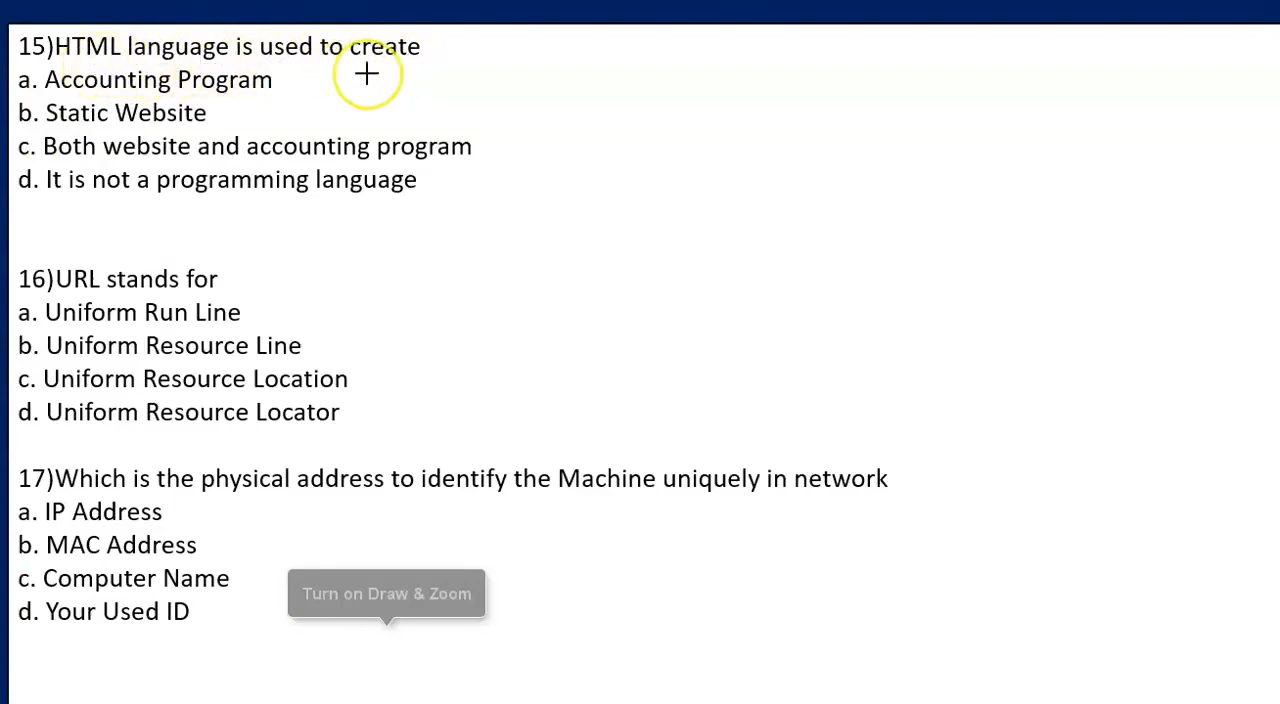 15)HTML language is used to create
a. Accounting Program
b. Static Website
c. Both website and accounting program
d. It is not a programming language
16)URL stands for
a. Uniform Run Line
b. Uniform Resource Line
c. Uniform Resource Location
d. Uniform Resource Locator
17)Which is the physical address to identify the Machine uniquely in network
a. IP Address
b. MAC Address
c. Computer Name
d. Your Used ID
Turn on Draw & Zoom